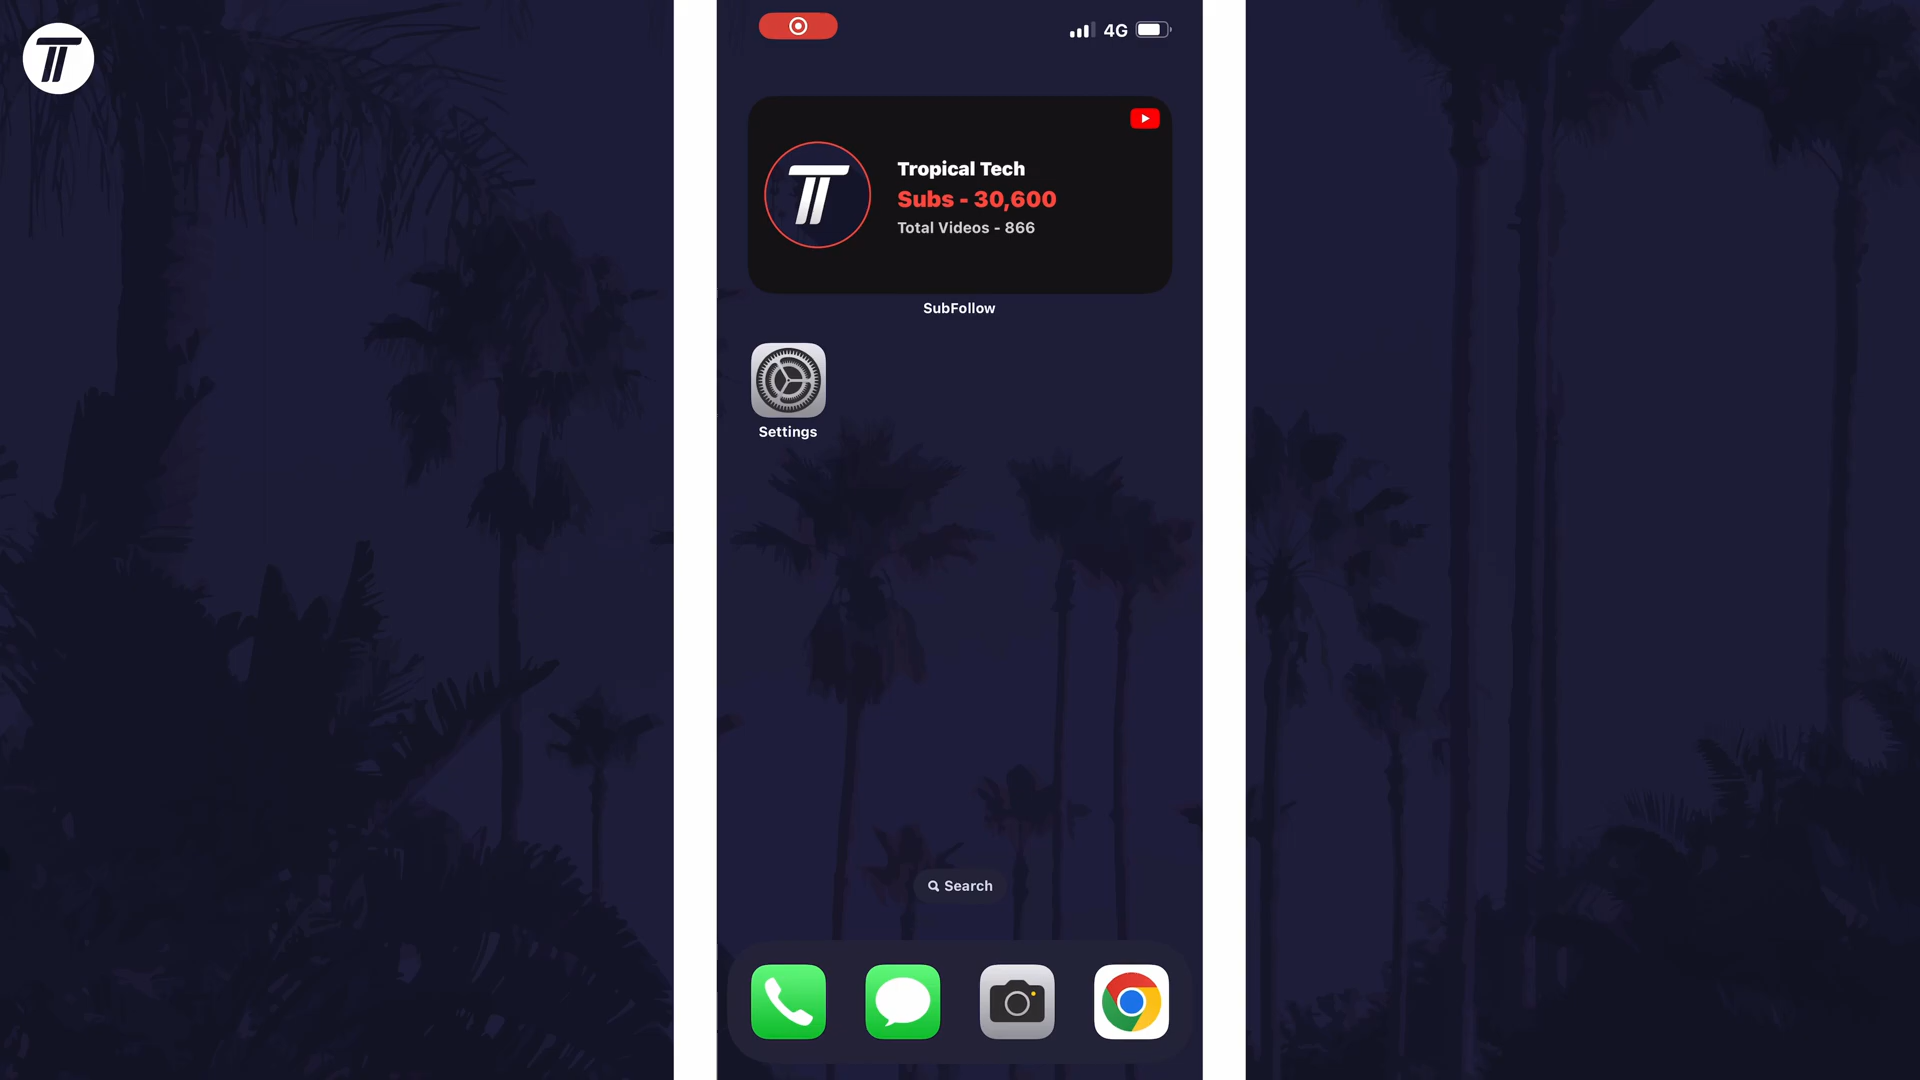 4G
Tropical Tech
Subs - 30,600
Total Videos - 866
SubFollow
Settings
Search